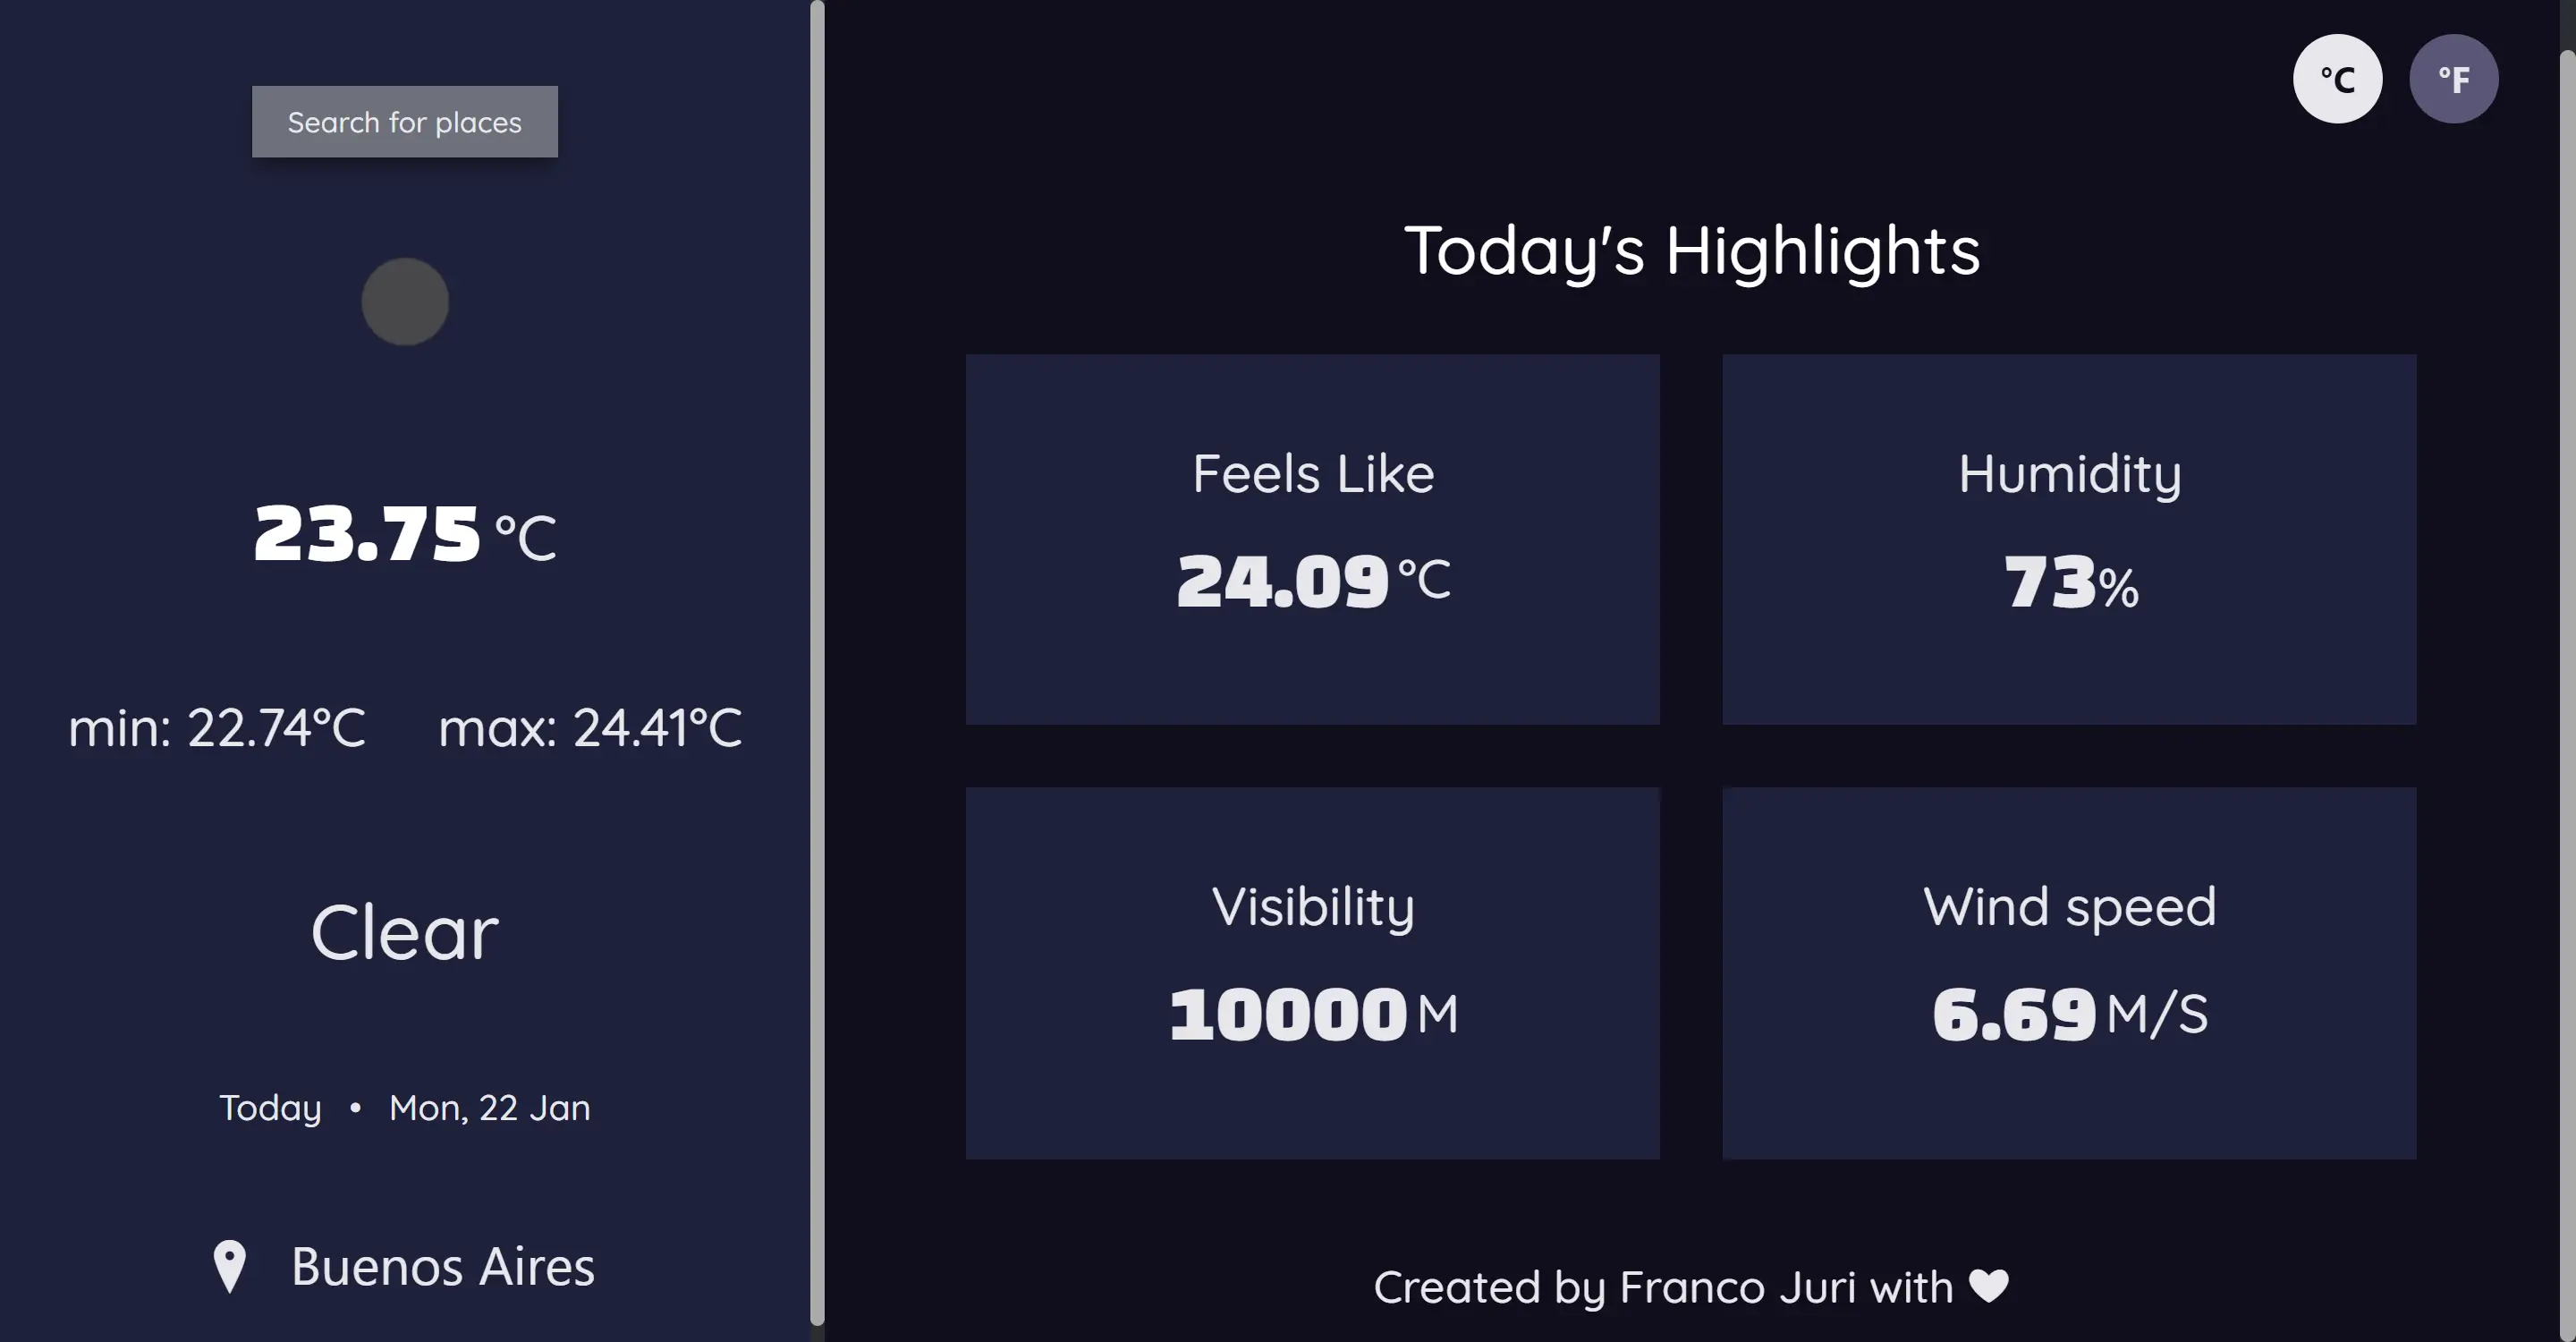 Search for places
23.75 °C
min: 22.74°C max: 24.41°C
Clear
Today • Mon, 22 Jan
Buenos Aires
°C °F
Today's Highlights
Feels Like
24.09 °C
Humidity
73%
Visibility
10000 M
Wind speed
6.69 M/S
Created by Franco Juri with